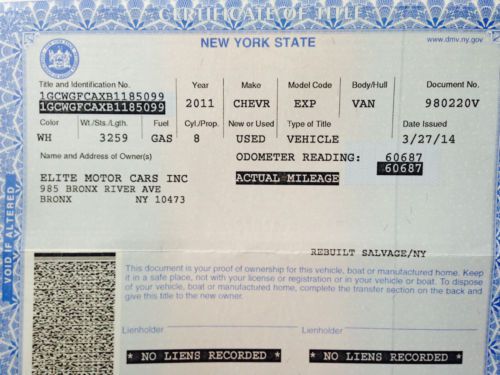 CERTIFICATE OF TITLE
NEW YORK STATE
www.dmv.ny.gov
Title and Identification No. Year Make Model Code Body/Hull Document No.
1GCWGFCAXB1185099
1GCWGFCAXB1185099 2011 CHEVR EXP VAN 980220V
Color Wt./Sts./Lgth. Fuel Cyl./Prop. New or Used Type of Title Date Issued
WH 3259 GAS 8 USED VEHICLE 3/27/14
Name and Address of Owner(s) ODOMETER READING: 60687
60687
ELITE MOTOR CARS INC ACTUAL MILEAGE
985 BRONX RIVER AVE
BRONX NY 10473
VOID IF ALTERED
REBUILT SALVAGE/NY
This document is your proof of ownership for this vehicle, boat or manufactured home. Keep
it in a safe place, not with your license or registration or in your vehicle or boat. To dispose
of your vehicle, boat or manufactured home, complete the transfer section on the back and
give this title to the new owner.
Lienholder Lienholder
* NO LIENS RECORDED * * NO LIENS RECORDED *